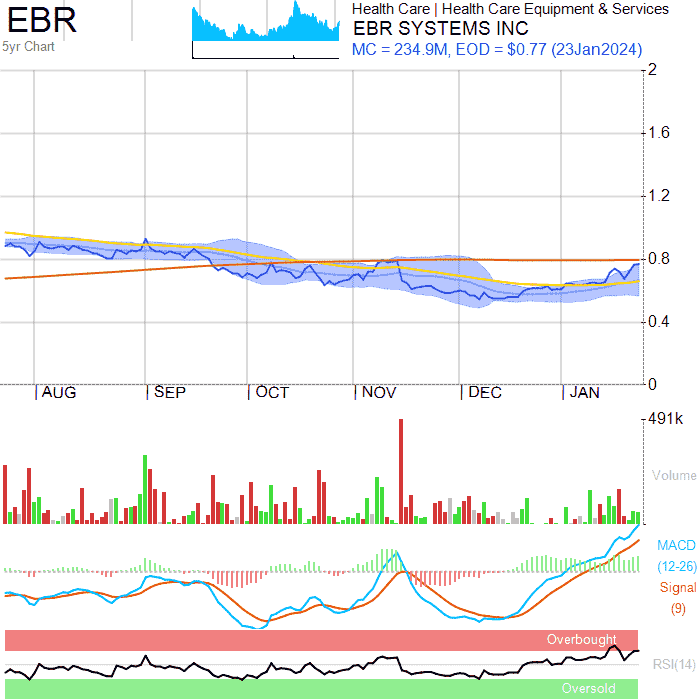 EBR
5yr Chart
Health Care | Health Care Equipment & Services
EBR SYSTEMS INC
MC = 234.9M, EOD = $0.77 (23Jan2024)
2
1.6
1.2
0.8
0.4
0
| AUG | SEP | OCT | NOV | DEC | JAN
491k
Volume
MACD
(12-26)
Signal
(9)
Overbought
RSI(14)
Oversold